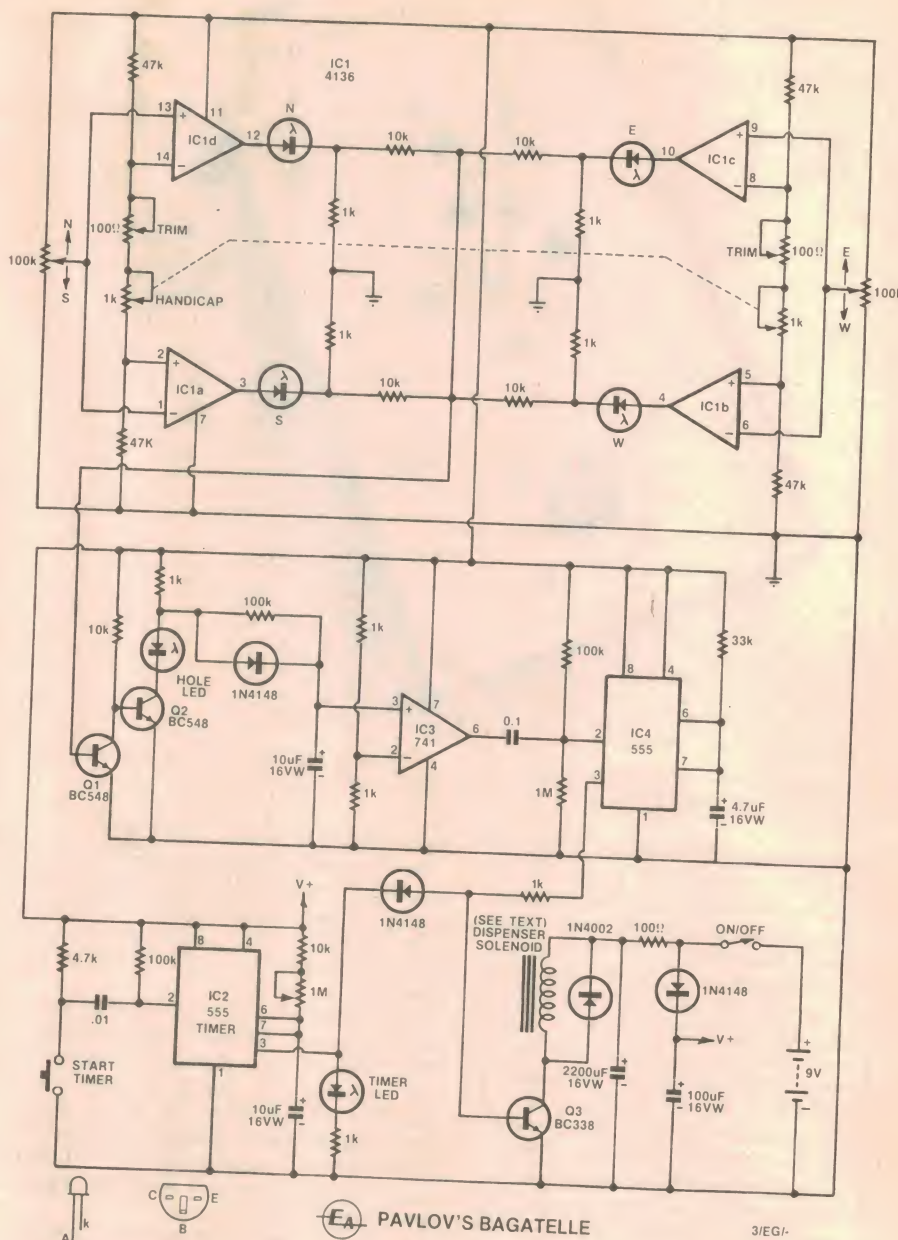 47k
IC1
4136
47k
N
13
11
+
IC1d
12
14
−
10k
10k
E
10
+
9
IC1c
−
8
1k
1k
N
100k
S
100Ω
TRIM
TRIM
100Ω
E
100k
W
1k
HANDICAP
1k
1k
1k
2
+
IC1a
3
1
−
7
S
10k
10k
W
4
+
5
IC1b
−
6
47K
47k
1k
10k
100k
1N4148
HOLE
LED
Q2
BC548
Q1
BC548
10uF
16VW
+
−
1k
1k
3
+
7
IC3
741
6
2
−
4
0.1
100k
1M
8
4
2
IC4
555
6
3
7
1
33k
4.7uF
16VW
+
−
1N4148
1k
V+
4.7k
100k
.01
8
4
2
IC2
555
TIMER
6
7
3
1
10k
1M
START
TIMER
10uF
16VW
+
−
TIMER
LED
1k
(SEE TEXT)
DISPENSER
SOLENOID
1N4002
100Ω
ON/OFF
1N4148
V+
2200uF
16VW
+
−
100uF
16VW
+
−
+
9V
−
Q3
BC338
k
A
C
E
B
EA
PAVLOV'S BAGATELLE
3/EG/-